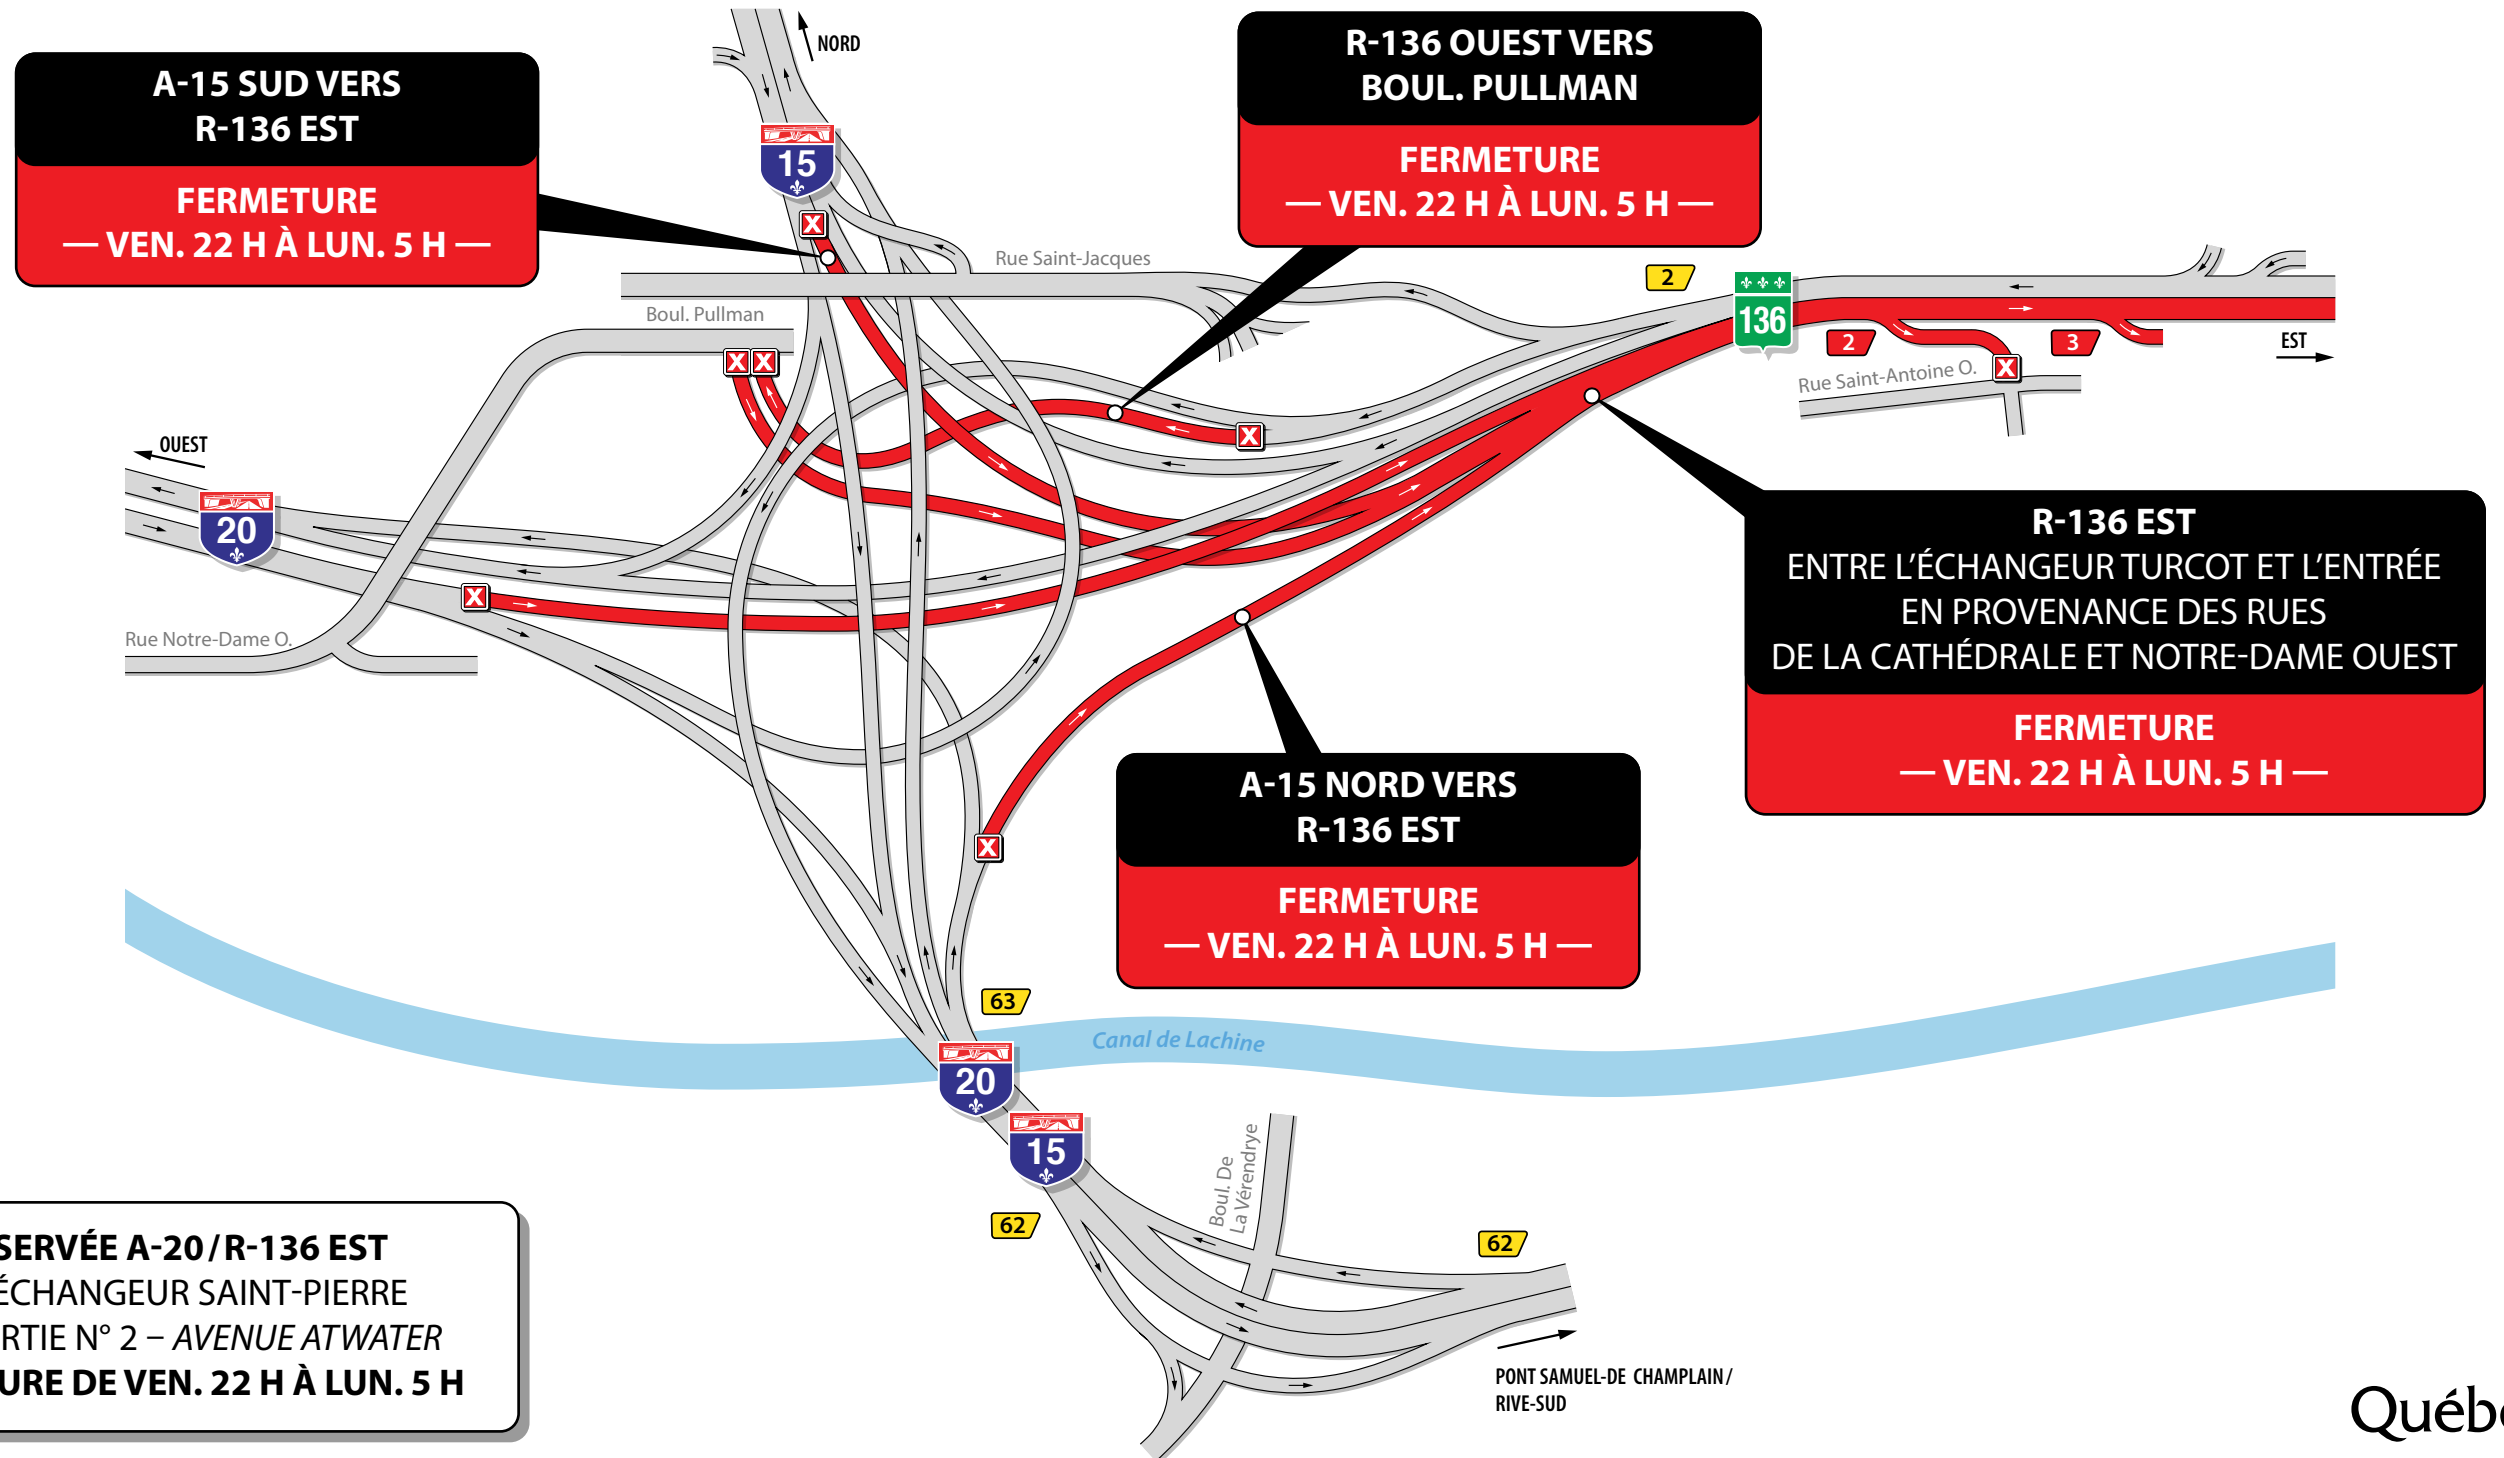 NORD
A-15 SUD VERS
R-136 EST
FERMETURE
— VEN. 22 H À LUN. 5 H —
R-136 OUEST VERS
BOUL. PULLMAN
FERMETURE
— VEN. 22 H À LUN. 5 H —
15
X
Rue Saint-Jacques
2
136
Boul. Pullman
X X
2
3
EST
Rue Saint-Antoine O.
X
OUEST
X
20
X
Rue Notre-Dame O.
R-136 EST
ENTRE L'ÉCHANGEUR TURCOT ET L'ENTRÉE
EN PROVENANCE DES RUES
DE LA CATHÉDRALE ET NOTRE-DAME OUEST
FERMETURE
— VEN. 22 H À LUN. 5 H —
A-15 NORD VERS
R-136 EST
FERMETURE
— VEN. 22 H À LUN. 5 H —
X
63
Canal de Lachine
20
15
Boul. De
La Vérendrye
62
62
PONT SAMUEL-DE CHAMPLAIN/
RIVE-SUD
A-20/R-136 EST
ÉCHANGEUR SAINT-PIERRE
N° 2 – AVENUE ATWATER
DE VEN. 22 H À LUN. 5 H